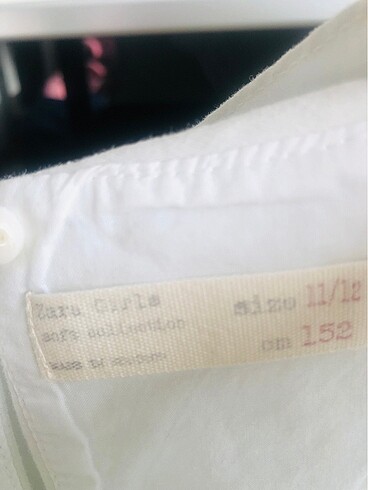 Zara Girls
soft collection
MADE IN
size 11/12
cm 152